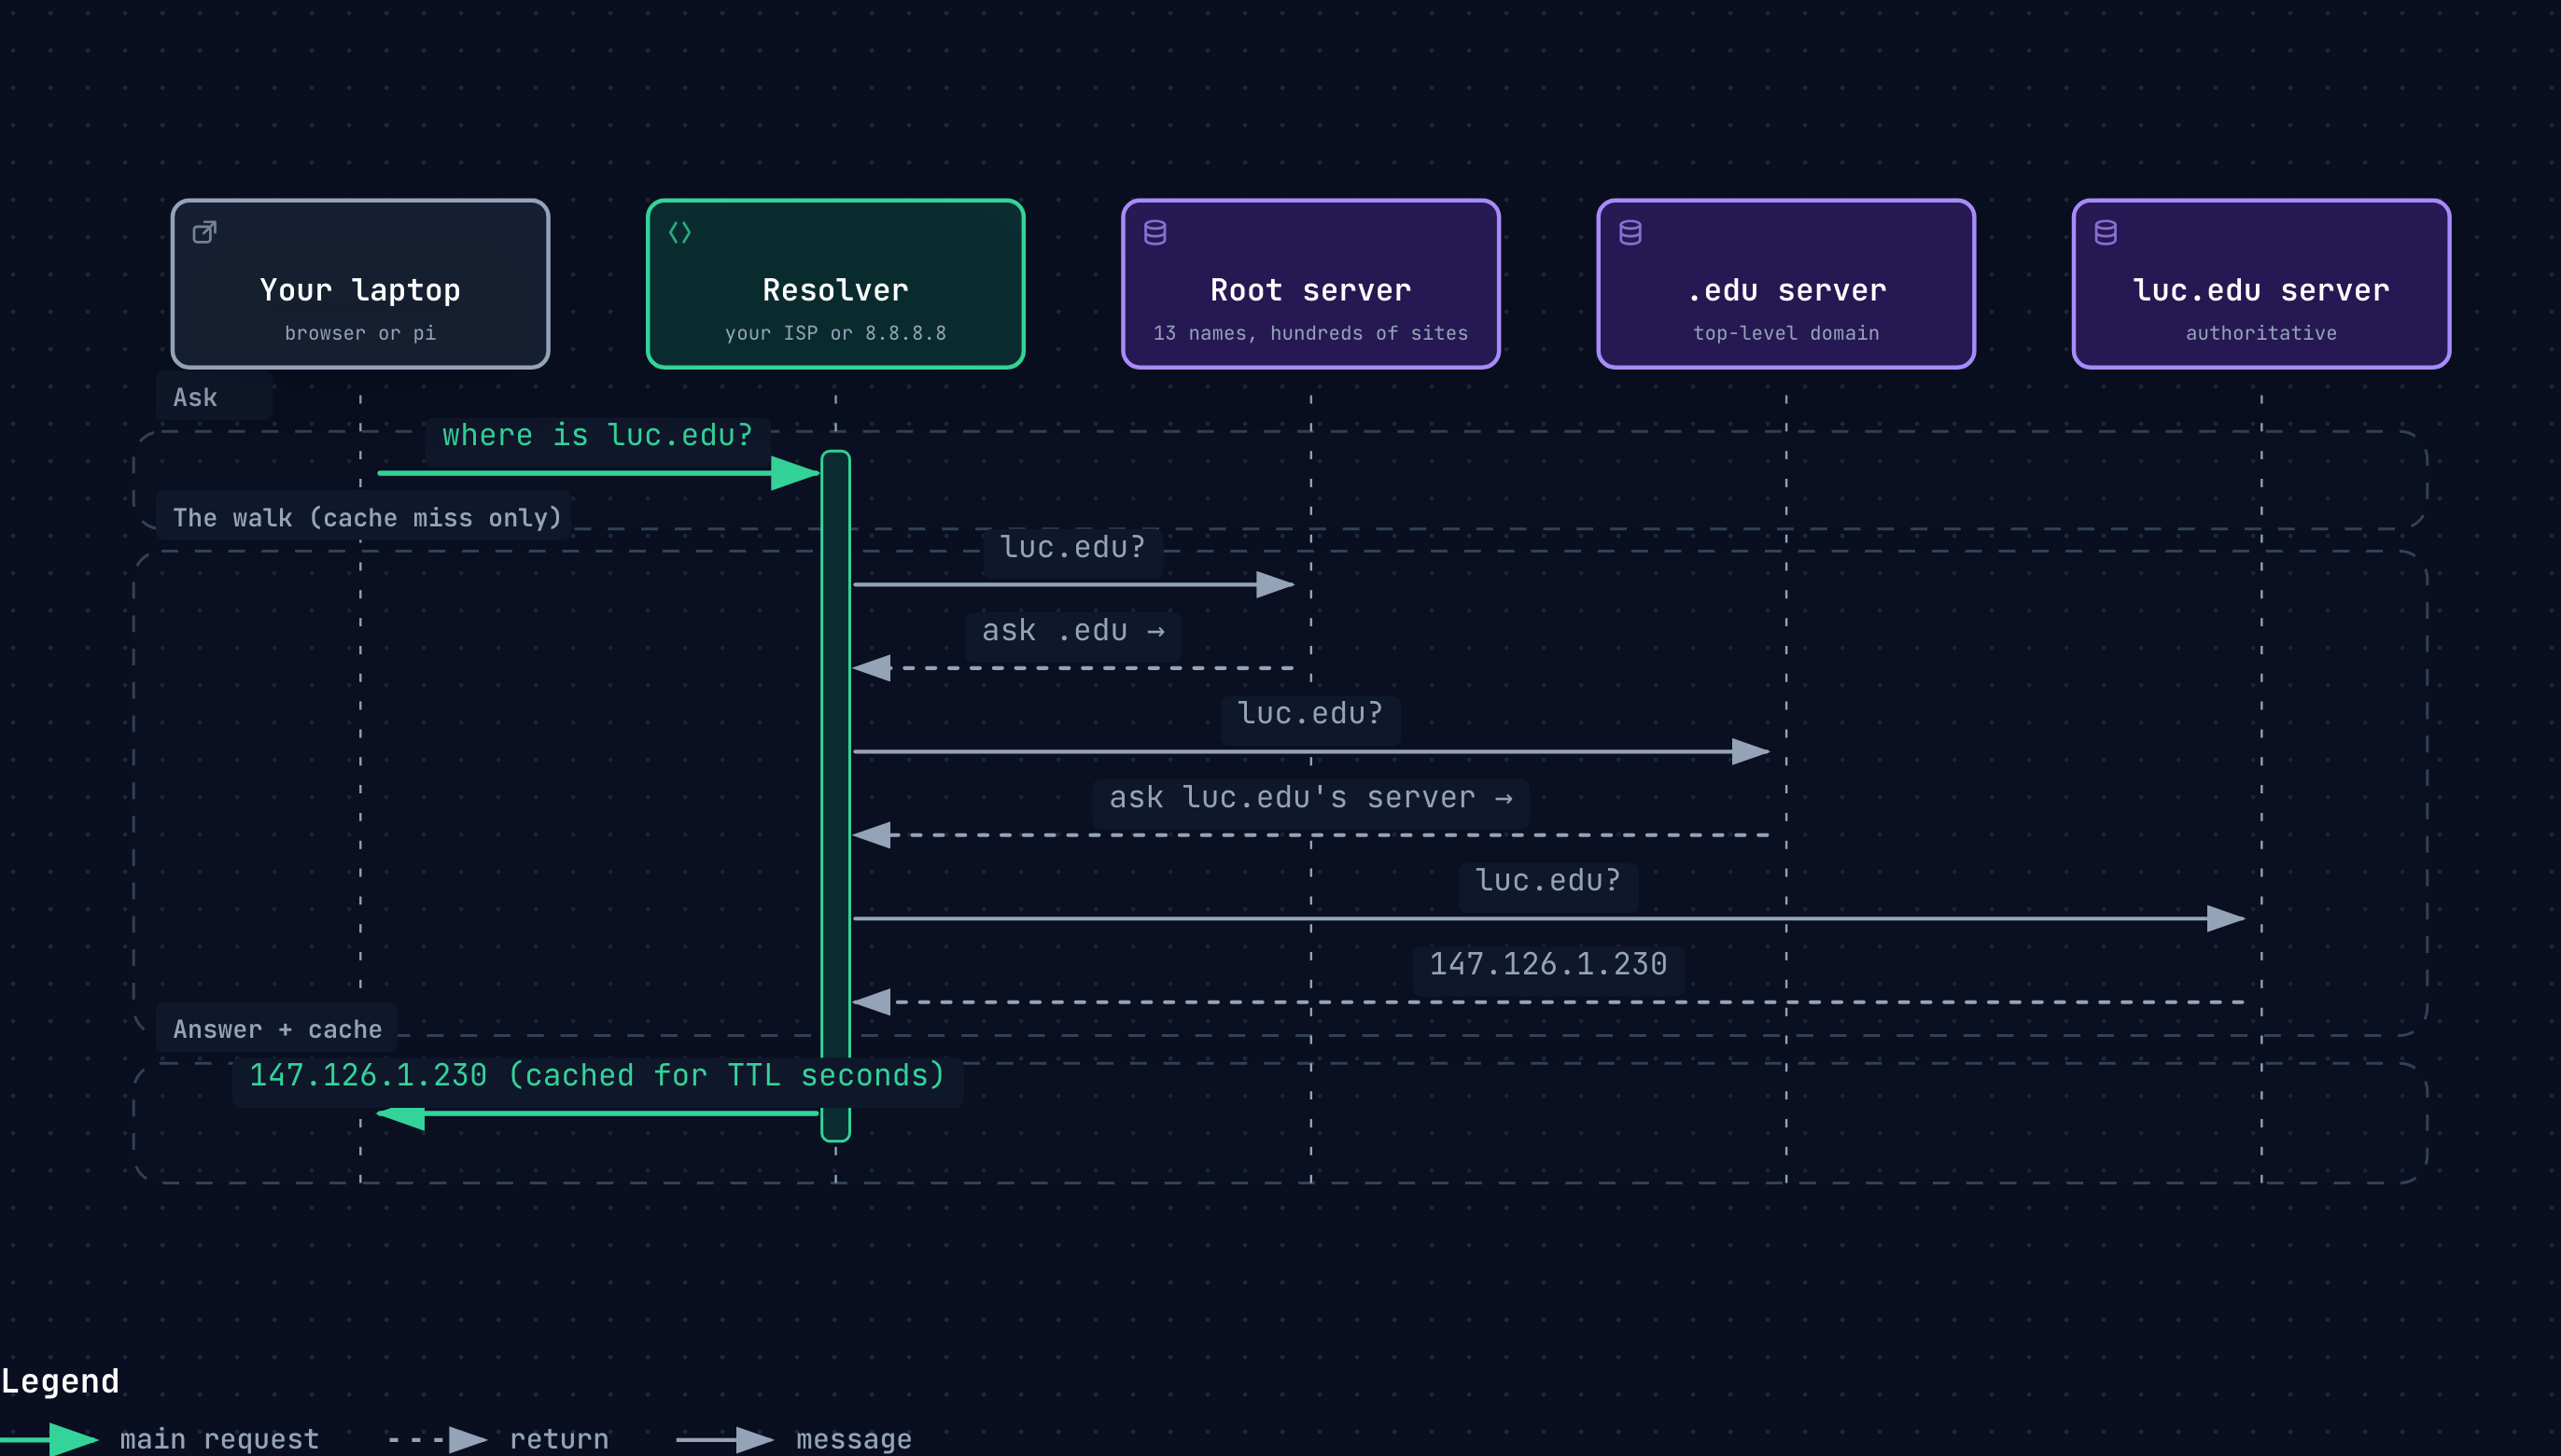 Your laptop
browser or pi
Resolver
your ISP or 8.8.8.8
Root server
13 names, hundreds of sites
.edu server
top-level domain
luc.edu server
authoritative
Ask
where is luc.edu?
The walk (cache miss only)
luc.edu?
ask .edu →
luc.edu?
ask luc.edu's server →
luc.edu?
147.126.1.230
Answer + cache
147.126.1.230 (cached for TTL seconds)
Legend
main request
return
message